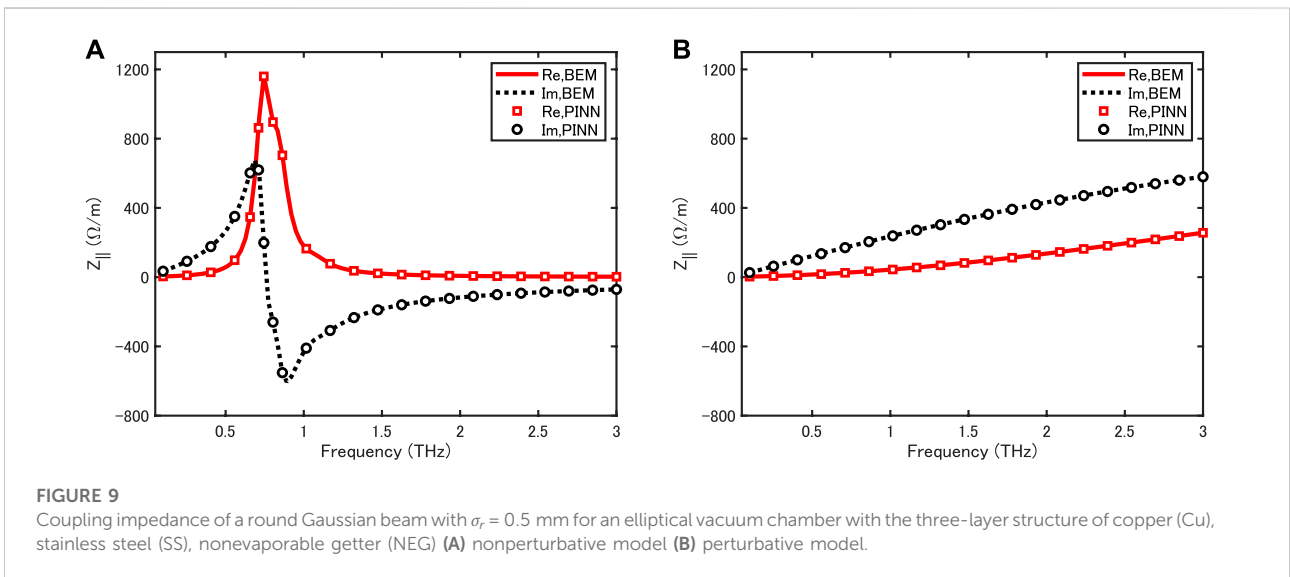 A
1200
800
400
0
−400
−800
Z|| (Ω/m)
0.5
1
1.5
2
2.5
3
Frequency (THz)
Re,BEM
Im,BEM
Re,PINN
Im,PINN
B
1200
800
400
0
−400
−800
Z|| (Ω/m)
0.5
1
1.5
2
2.5
3
Frequency (THz)
Re,BEM
Im,BEM
Re,PINN
Im,PINN
FIGURE 9
Coupling impedance of a round Gaussian beam with σr = 0.5 mm for an elliptical vacuum chamber with the three-layer structure of copper (Cu),
stainless steel (SS), nonevaporable getter (NEG) (A) nonperturbative model (B) perturbative model.